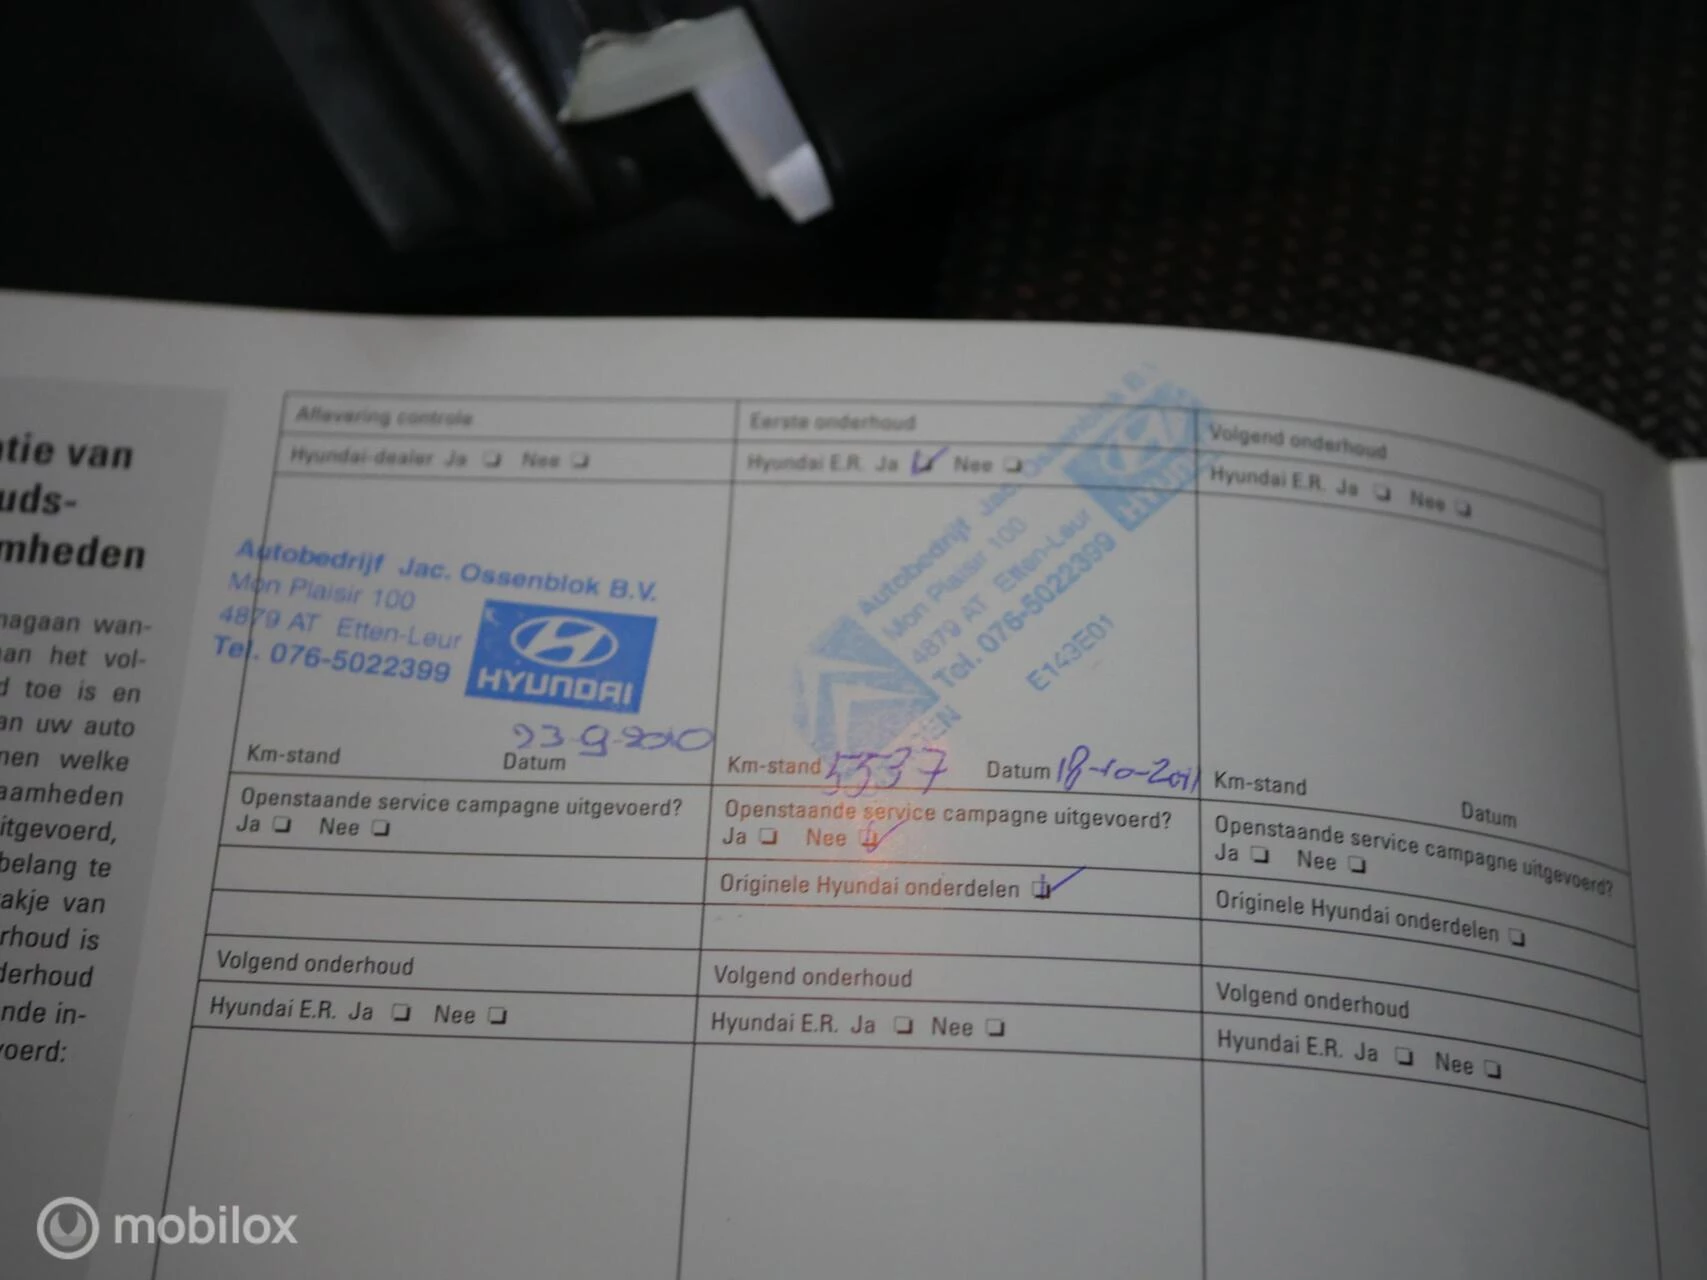 tie van
uds-
mheden
nagaan wan-
an het vol-
d toe is en
an uw auto
nen welke
aamheden
itgevoerd,
belang te
akje van
rhoud is
derhoud
nde in-
voerd:
Aflevering controle
Hyundai-dealer Ja ❏ Nee ❏
Autobedrijf Jac. Ossenblok B.V.
Mon Plaisir 100
4879 AT Etten-Leur
Tel. 076-5022399
HYUNDAI
23-9-2010
Km-stand Datum
Openstaande service campagne uitgevoerd?
Ja ❏ Nee ❏
Volgend onderhoud
Hyundai E.R. Ja ❏ Nee ❏
Eerste onderhoud
Hyundai E.R. Ja ❏ Nee ❏
Autobedrijf Jac. Ossenblok B.
Mon Plaisir 100
4879 AT Etten-Leur
Tel. 076-5022399
E143E01
HYUNDAI
Km-stand 5537 Datum 18-10-2011
Openstaande service campagne uitgevoerd?
Ja ❏ Nee ❏
Originele Hyundai onderdelen ❏
Volgend onderhoud
Hyundai E.R. Ja ❏ Nee ❏
Volgend onderhoud
Hyundai E.R. Ja ❏ Nee ❏
Km-stand Datum
Openstaande service campagne uitgevoerd?
Ja ❏ Nee ❏
Originele Hyundai onderdelen ❏
Volgend onderhoud
Hyundai E.R. Ja ❏ Nee ❏
mobilox